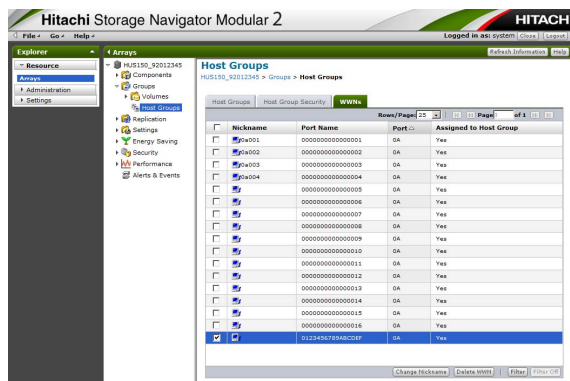 Hitachi Storage Navigator Modular 2
HITACHI
File Go Help
Logged in as: system Close Logout
Explorer
Arrays
Refresh Information Help
Resource
Arrays
Administration
Settings
HUS150_92012345
Components
Groups
Volumes
Host Groups
Replication
Settings
Energy Saving
Security
Performance
Alerts & Events
Host Groups
HUS150_92012345 > Groups > Host Groups
Host Groups Host Group Security WWNs
Rows/Page: 25 Page 1 of 1
Nickname Port Name Port Assigned to Host Group
0a001 0000000000000001 0A Yes
0a002 0000000000000002 0A Yes
0a003 0000000000000003 0A Yes
0a004 0000000000000004 0A Yes
0000000000000005 0A Yes
0000000000000006 0A Yes
0000000000000007 0A Yes
0000000000000008 0A Yes
0000000000000009 0A Yes
0000000000000010 0A Yes
0000000000000011 0A Yes
0000000000000012 0A Yes
0000000000000013 0A Yes
0000000000000014 0A Yes
0000000000000015 0A Yes
0000000000000016 0A Yes
0123456789ABCDEF 0A Yes
Change Nickname Delete WWN Filter Filter Off